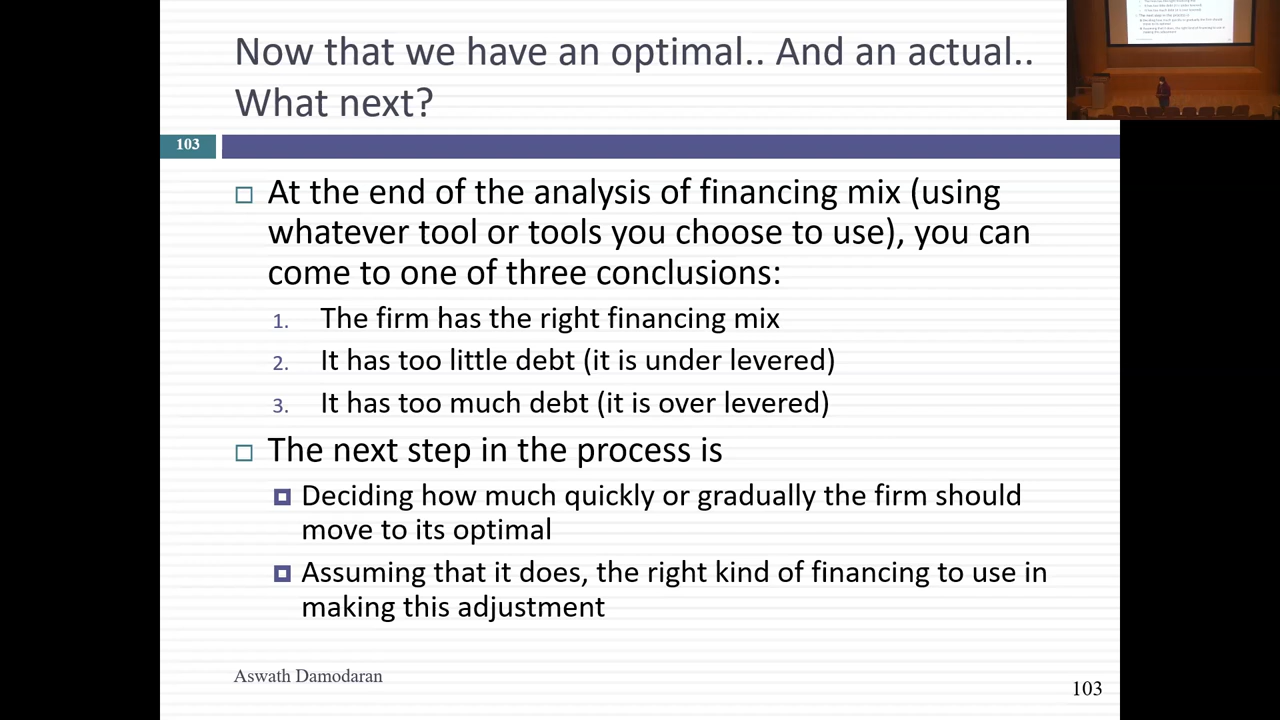 Now that we have an optimal.. And an actual..
What next?
103
At the end of the analysis of financing mix (using
whatever tool or tools you choose to use), you can
come to one of three conclusions:
1. The firm has the right financing mix
2. It has too little debt (it is under levered)
3. It has too much debt (it is over levered)
The next step in the process is
Deciding how much quickly or gradually the firm should
move to its optimal
Assuming that it does, the right kind of financing to use in
making this adjustment
Aswath Damodaran
103